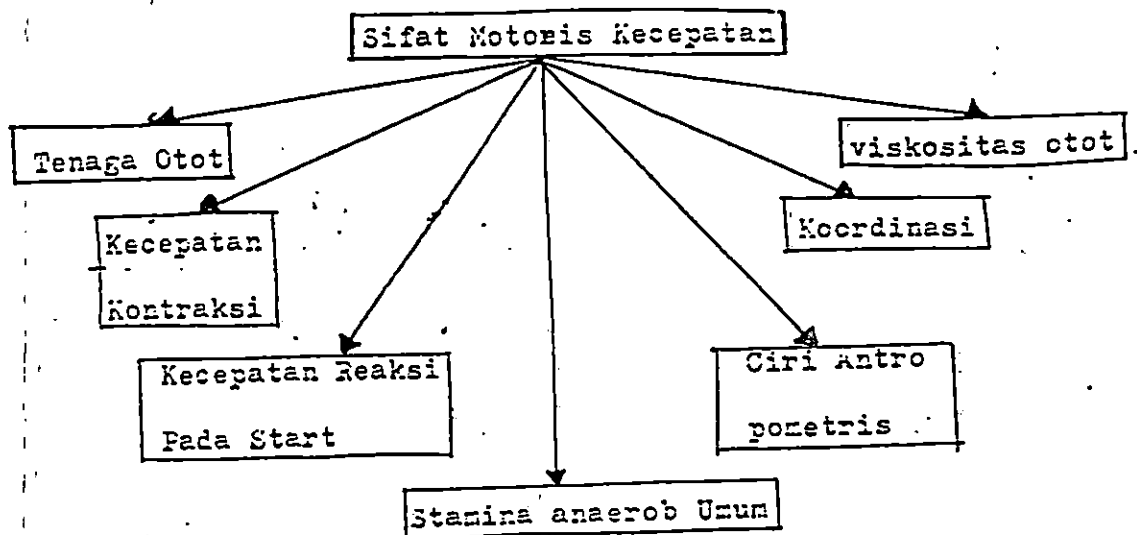 Sifat Motoris Kecepatan
Tenaga Otot
viskositas otot
Kecepatan
Kontraksi
Koordinasi
Kecepatan Reaksi
Pada Start
Ciri Antro
pometris
Stamina anaerob Umum